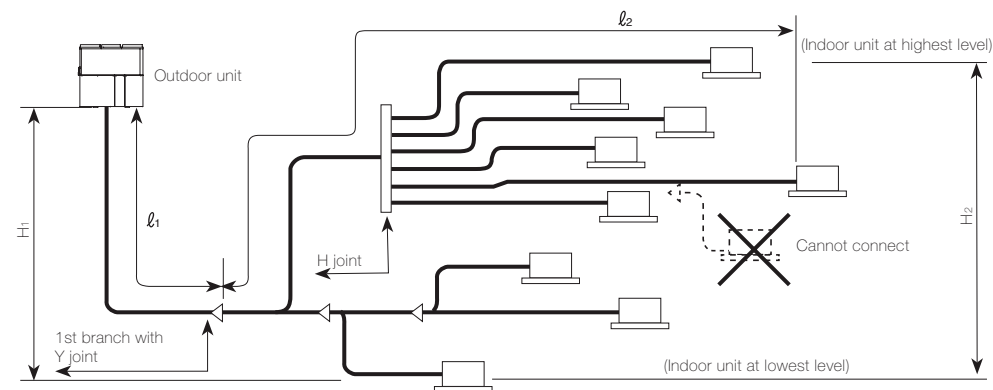 ℓ2
(Indoor unit at highest level)
Outdoor unit
H1
ℓ1
H2
H joint
Cannot connect
1st branch with
Y joint
(Indoor unit at lowest level)